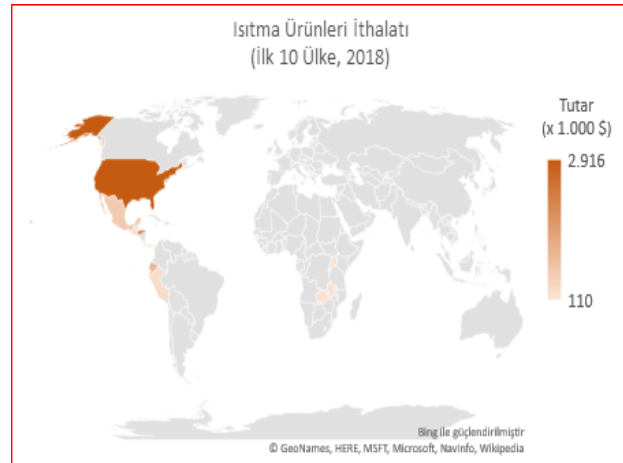 Isıtma Ürünleri İthalatı
(İlk 10 Ülke, 2018)
Tutar
(x 1.000 $)
2.916
110
Bing ile güçlendirilmiştir
© GeoNames, HERE, MSFT, Microsoft, NavInfo, Wikipedia